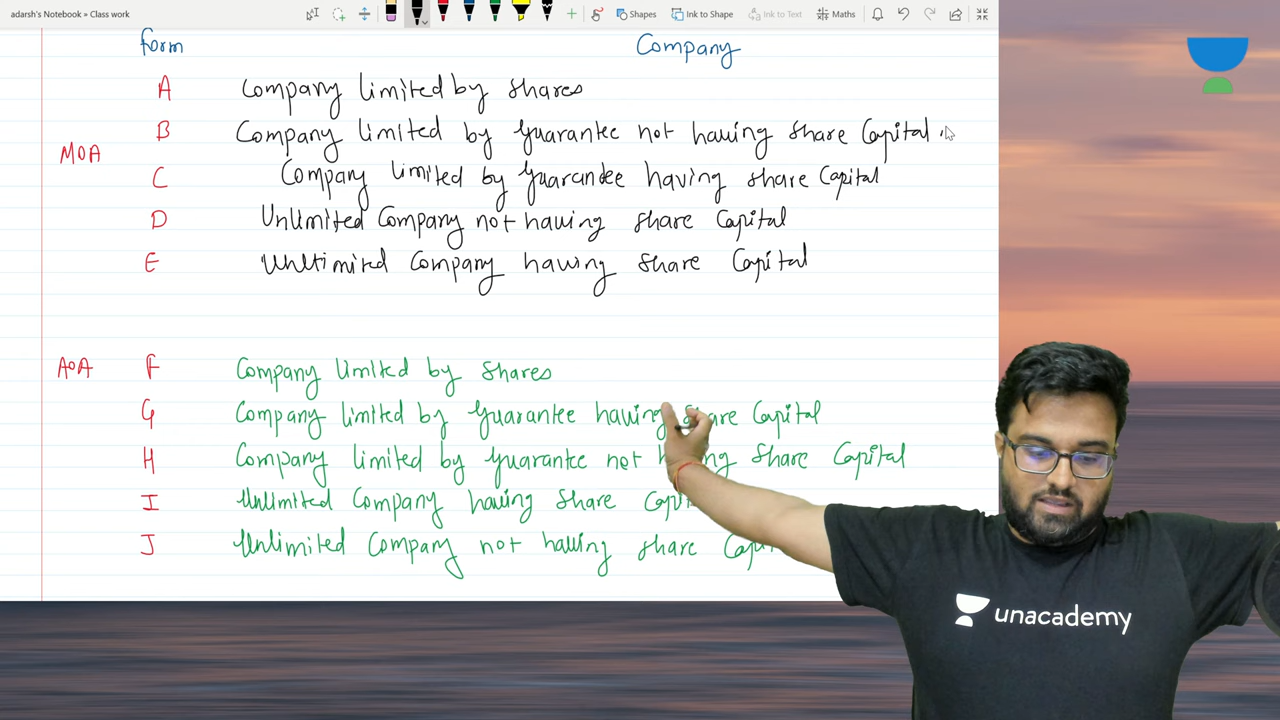 adarsh's Notebook » Class work
Shapes Ink to Shape Ink to Text Maths
form Company
A Company limited by shares
B Company limited by guarantee not having share Capital
MOA
C Company limited by guarandee having share Capital
D Unlimited Company not having share Capital
E Unltimited Company having share Capital
AOA F Company limited by shares
G Company limited by guarantee having share Capital
H Company limited by guarantee not having share Capital
I Unlimited Company having share
J Unlimited Company not having share
unacademy